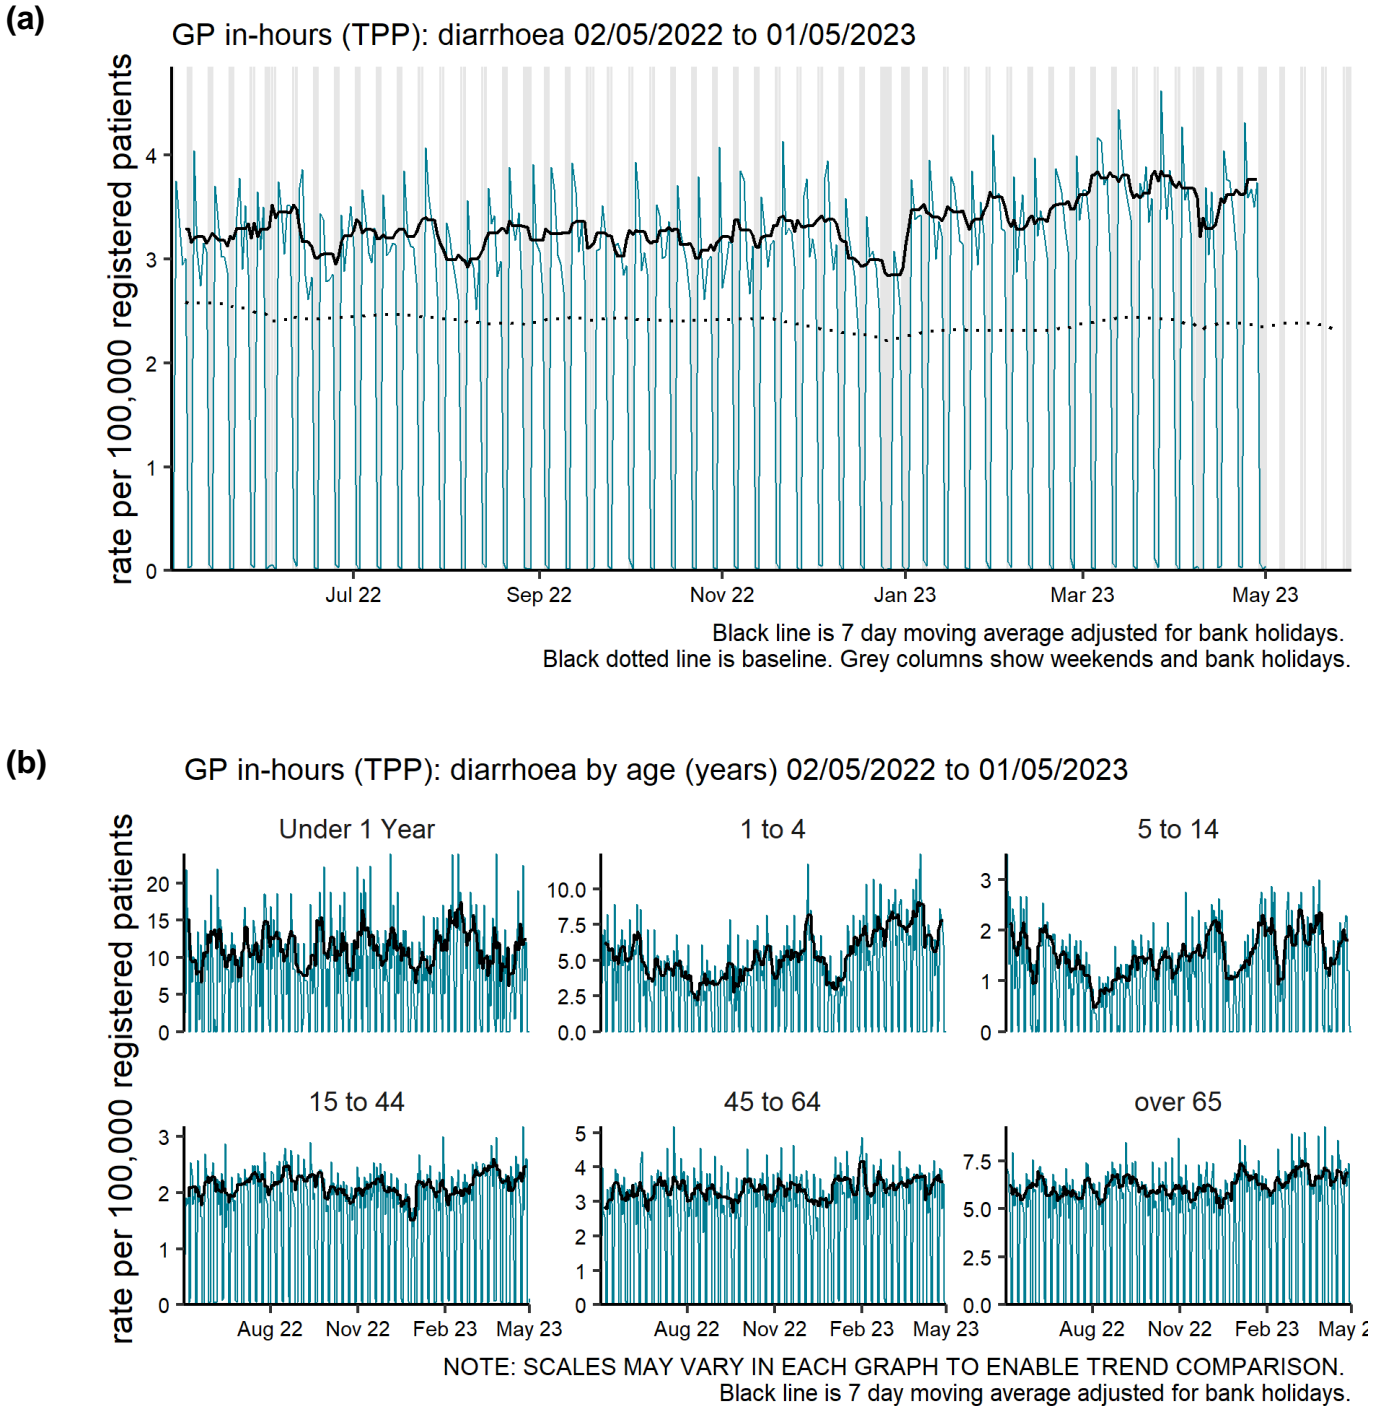 (a)
GP in-hours (TPP): diarrhoea 02/05/2022 to 01/05/2023
rate per 100,000 registered patients
4
3
2
1
0
Jul 22 Sep 22 Nov 22 Jan 23 Mar 23 May 23
Black line is 7 day moving average adjusted for bank holidays.
Black dotted line is baseline. Grey columns show weekends and bank holidays.
(b)
GP in-hours (TPP): diarrhoea by age (years) 02/05/2022 to 01/05/2023
rate per 100,000 registered patients
Under 1 Year
20
15
10
5
0
1 to 4
10.0
7.5
5.0
2.5
0.0
5 to 14
3
2
1
0
15 to 44
3
2
1
0
Aug 22 Nov 22 Feb 23 May 23
45 to 64
5
4
3
2
1
0
Aug 22 Nov 22 Feb 23 May 23
over 65
7.5
5.0
2.5
0.0
Aug 22 Nov 22 Feb 23 May 2
NOTE: SCALES MAY VARY IN EACH GRAPH TO ENABLE TREND COMPARISON.
Black line is 7 day moving average adjusted for bank holidays.